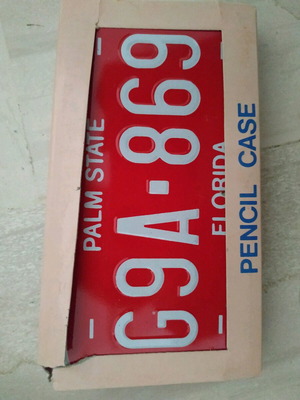 PALM STATE
G9A-869
FLORIDA
PENCIL CASE